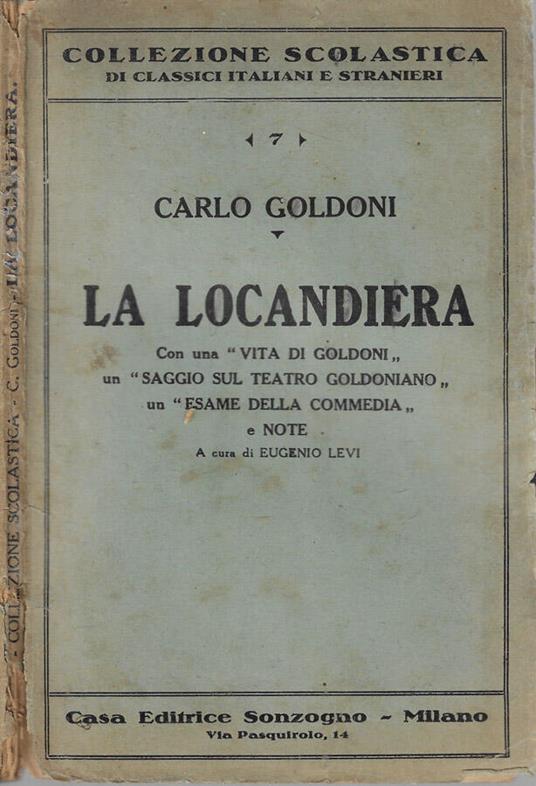 COLLEZIONE SCOLASTICA
DI CLASSICI ITALIANI E STRANIERI
7
CARLO GOLDONI
LA LOCANDIERA
Con una “VITA DI GOLDONI„
un “SAGGIO SUL TEATRO GOLDONIANO„
un “ESAME DELLA COMMEDIA„
e NOTE
A cura di EUGENIO LEVI
Casa Editrice Sonzogno - Milano
Via Pasquirolo, 14
- COLLEZIONE SCOLASTICA - C. GOLDONI - LA LOCANDIERA.